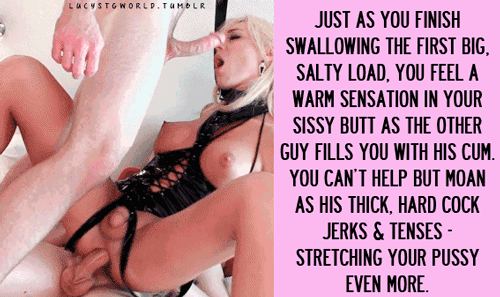 LUCYSTGWORLD.TUMBLR
JUST AS YOU FINISH
SWALLOWING THE FIRST BIG,
SALTY LOAD, YOU FEEL A
WARM SENSATION IN YOUR
SISSY BUTT AS THE OTHER
GUY FILLS YOU WITH HIS CUM.
YOU CAN'T HELP BUT MOAN
AS HIS THICK, HARD COCK
JERKS & TENSES -
STRETCHING YOUR PUSSY
EVEN MORE.